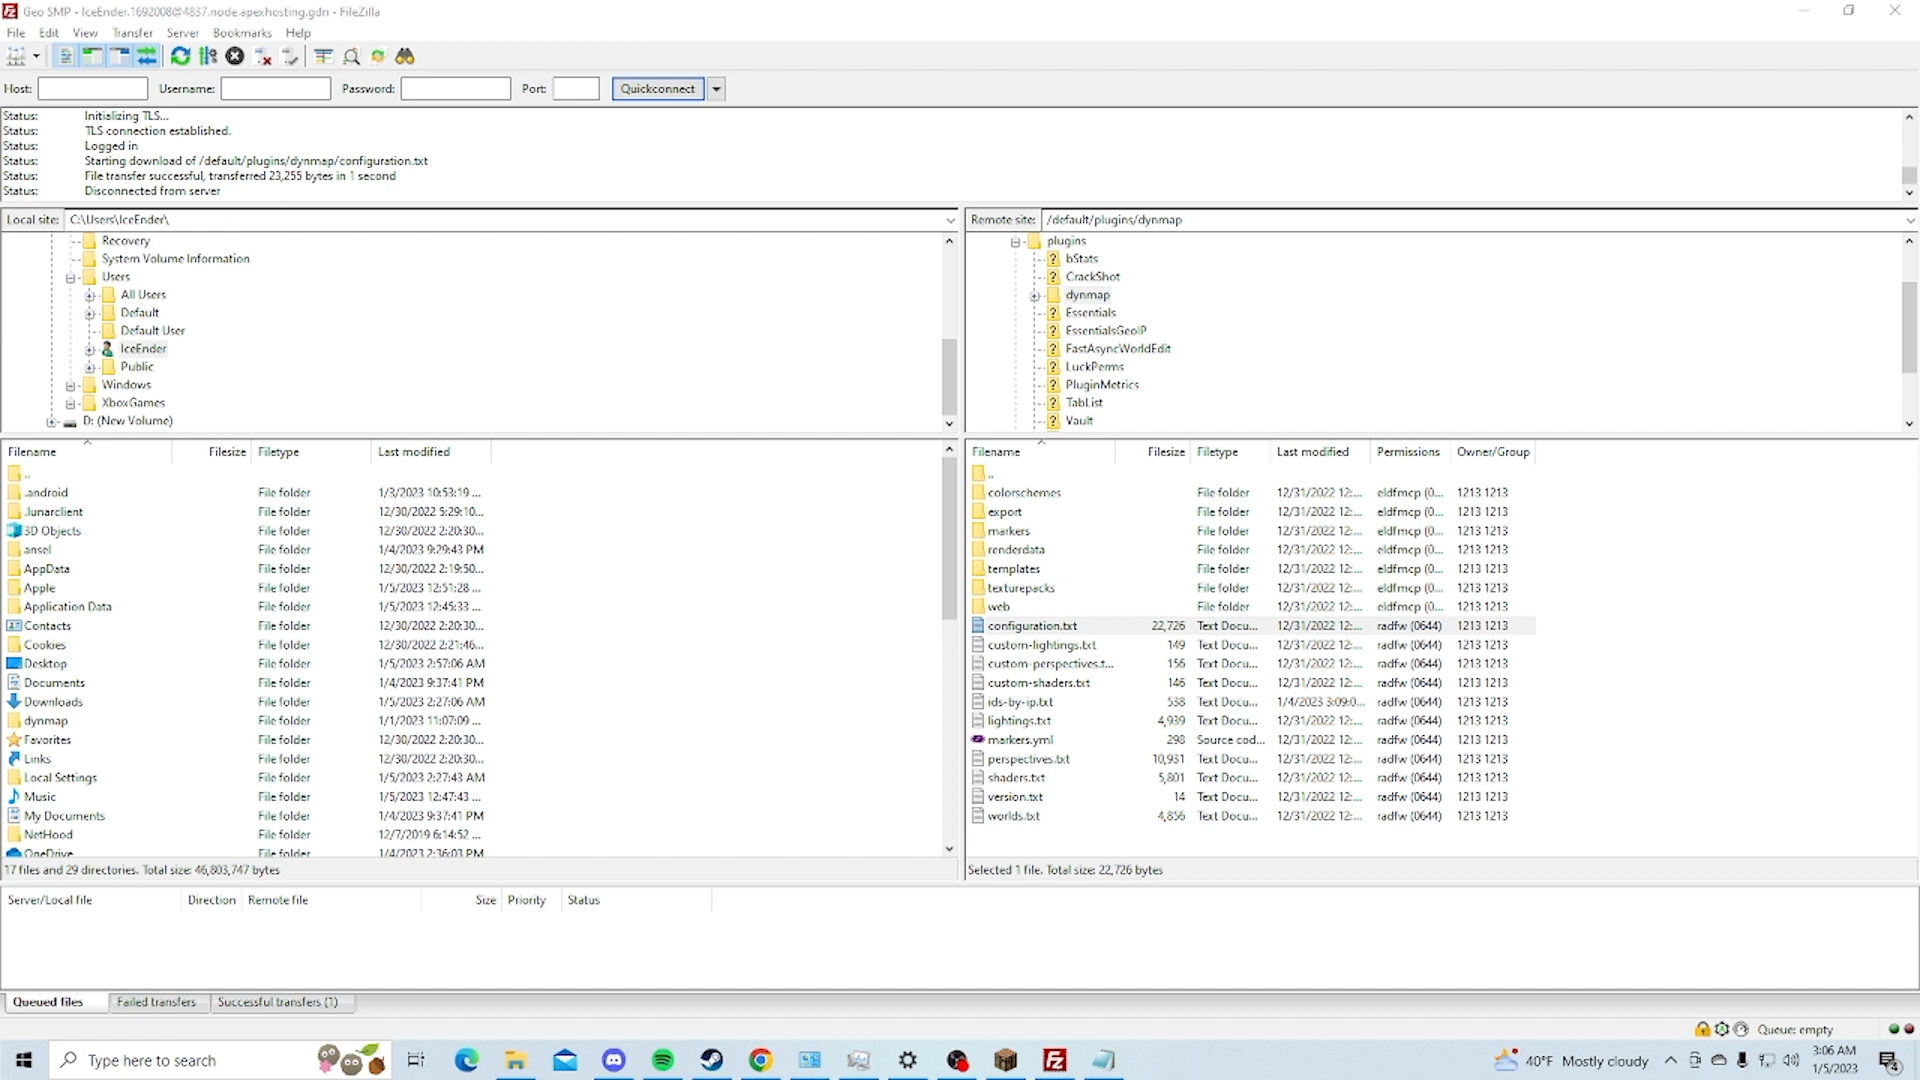 Geo SMP - IceEnder.1692008@4837.node.apexhosting.gdn - FileZilla
File Edit View Transfer Server Bookmarks Help
Host: Username: Password: Port: Quickconnect
Status: Initializing TLS...
Status: TLS connection established.
Status: Logged in
Status: Starting download of /default/plugins/dynmap/configuration.txt
Status: File transfer successful, transferred 23,255 bytes in 1 second
Status: Disconnected from server
Local site: C:\Users\IceEnder\
Recovery
System Volume Information
Users
All Users
Default
Default User
IceEnder
Public
Windows
XboxGames
D: (New Volume)
Remote site: /default/plugins/dynmap
plugins
bStats
CrackShot
dynmap
Essentials
EssentialsGeoIP
FastAsyncWorldEdit
LuckPerms
PluginMetrics
TabList
Vault
Filename Filesize Filetype Last modified
..
.android File folder 1/3/2023 10:53:19 ...
.lunarclient File folder 12/30/2022 5:29:10...
3D Objects File folder 12/30/2022 2:20:30...
ansel File folder 1/4/2023 9:29:43 PM
AppData File folder 12/30/2022 2:19:50...
Apple File folder 1/5/2023 12:51:28 ...
Application Data File folder 1/5/2023 12:45:33 ...
Contacts File folder 12/30/2022 2:20:30...
Cookies File folder 12/30/2022 2:21:46...
Desktop File folder 1/5/2023 2:57:06 AM
Documents File folder 1/4/2023 9:37:41 PM
Downloads File folder 1/5/2023 2:27:06 AM
dynmap File folder 1/1/2023 11:07:09 ...
Favorites File folder 12/30/2022 2:20:30...
Links File folder 12/30/2022 2:20:30...
Local Settings File folder 1/5/2023 2:27:43 AM
Music File folder 1/5/2023 12:47:43 ...
My Documents File folder 1/4/2023 9:37:41 PM
NetHood File folder 12/7/2019 6:14:52 ...
OneDrive File folder 1/4/2023 2:36:03 PM
17 files and 29 directories. Total size: 46,803,747 bytes
Filename Filesize Filetype Last modified Permissions Owner/Group
..
colorschemes File folder 12/31/2022 12:... eldfmcp (0... 1213 1213
export File folder 12/31/2022 12:... eldfmcp (0... 1213 1213
markers File folder 12/31/2022 12:... eldfmcp (0... 1213 1213
renderdata File folder 12/31/2022 12:... eldfmcp (0... 1213 1213
templates File folder 12/31/2022 12:... eldfmcp (0... 1213 1213
texturepacks File folder 12/31/2022 12:... eldfmcp (0... 1213 1213
web File folder 12/31/2022 12:... eldfmcp (0... 1213 1213
configuration.txt 22,726 Text Docu... 12/31/2022 12:... radfw (0644) 1213 1213
custom-lightings.txt 149 Text Docu... 12/31/2022 12:... radfw (0644) 1213 1213
custom-perspectives.t... 156 Text Docu... 12/31/2022 12:... radfw (0644) 1213 1213
custom-shaders.txt 146 Text Docu... 12/31/2022 12:... radfw (0644) 1213 1213
ids-by-ip.txt 538 Text Docu... 1/4/2023 3:09:0... radfw (0644) 1213 1213
lightings.txt 4,939 Text Docu... 12/31/2022 12:... radfw (0644) 1213 1213
markers.yml 298 Source cod... 12/31/2022 12:... radfw (0644) 1213 1213
perspectives.txt 10,931 Text Docu... 12/31/2022 12:... radfw (0644) 1213 1213
shaders.txt 5,801 Text Docu... 12/31/2022 12:... radfw (0644) 1213 1213
version.txt 14 Text Docu... 12/31/2022 12:... radfw (0644) 1213 1213
worlds.txt 4,856 Text Docu... 12/31/2022 12:... radfw (0644) 1213 1213
Selected 1 file. Total size: 22,726 bytes
Server/Local file Direction Remote file Size Priority Status
Queued files Failed transfers Successful transfers (1)
Queue: empty
Type here to search
40°F Mostly cloudy
3:06 AM
1/5/2023
4